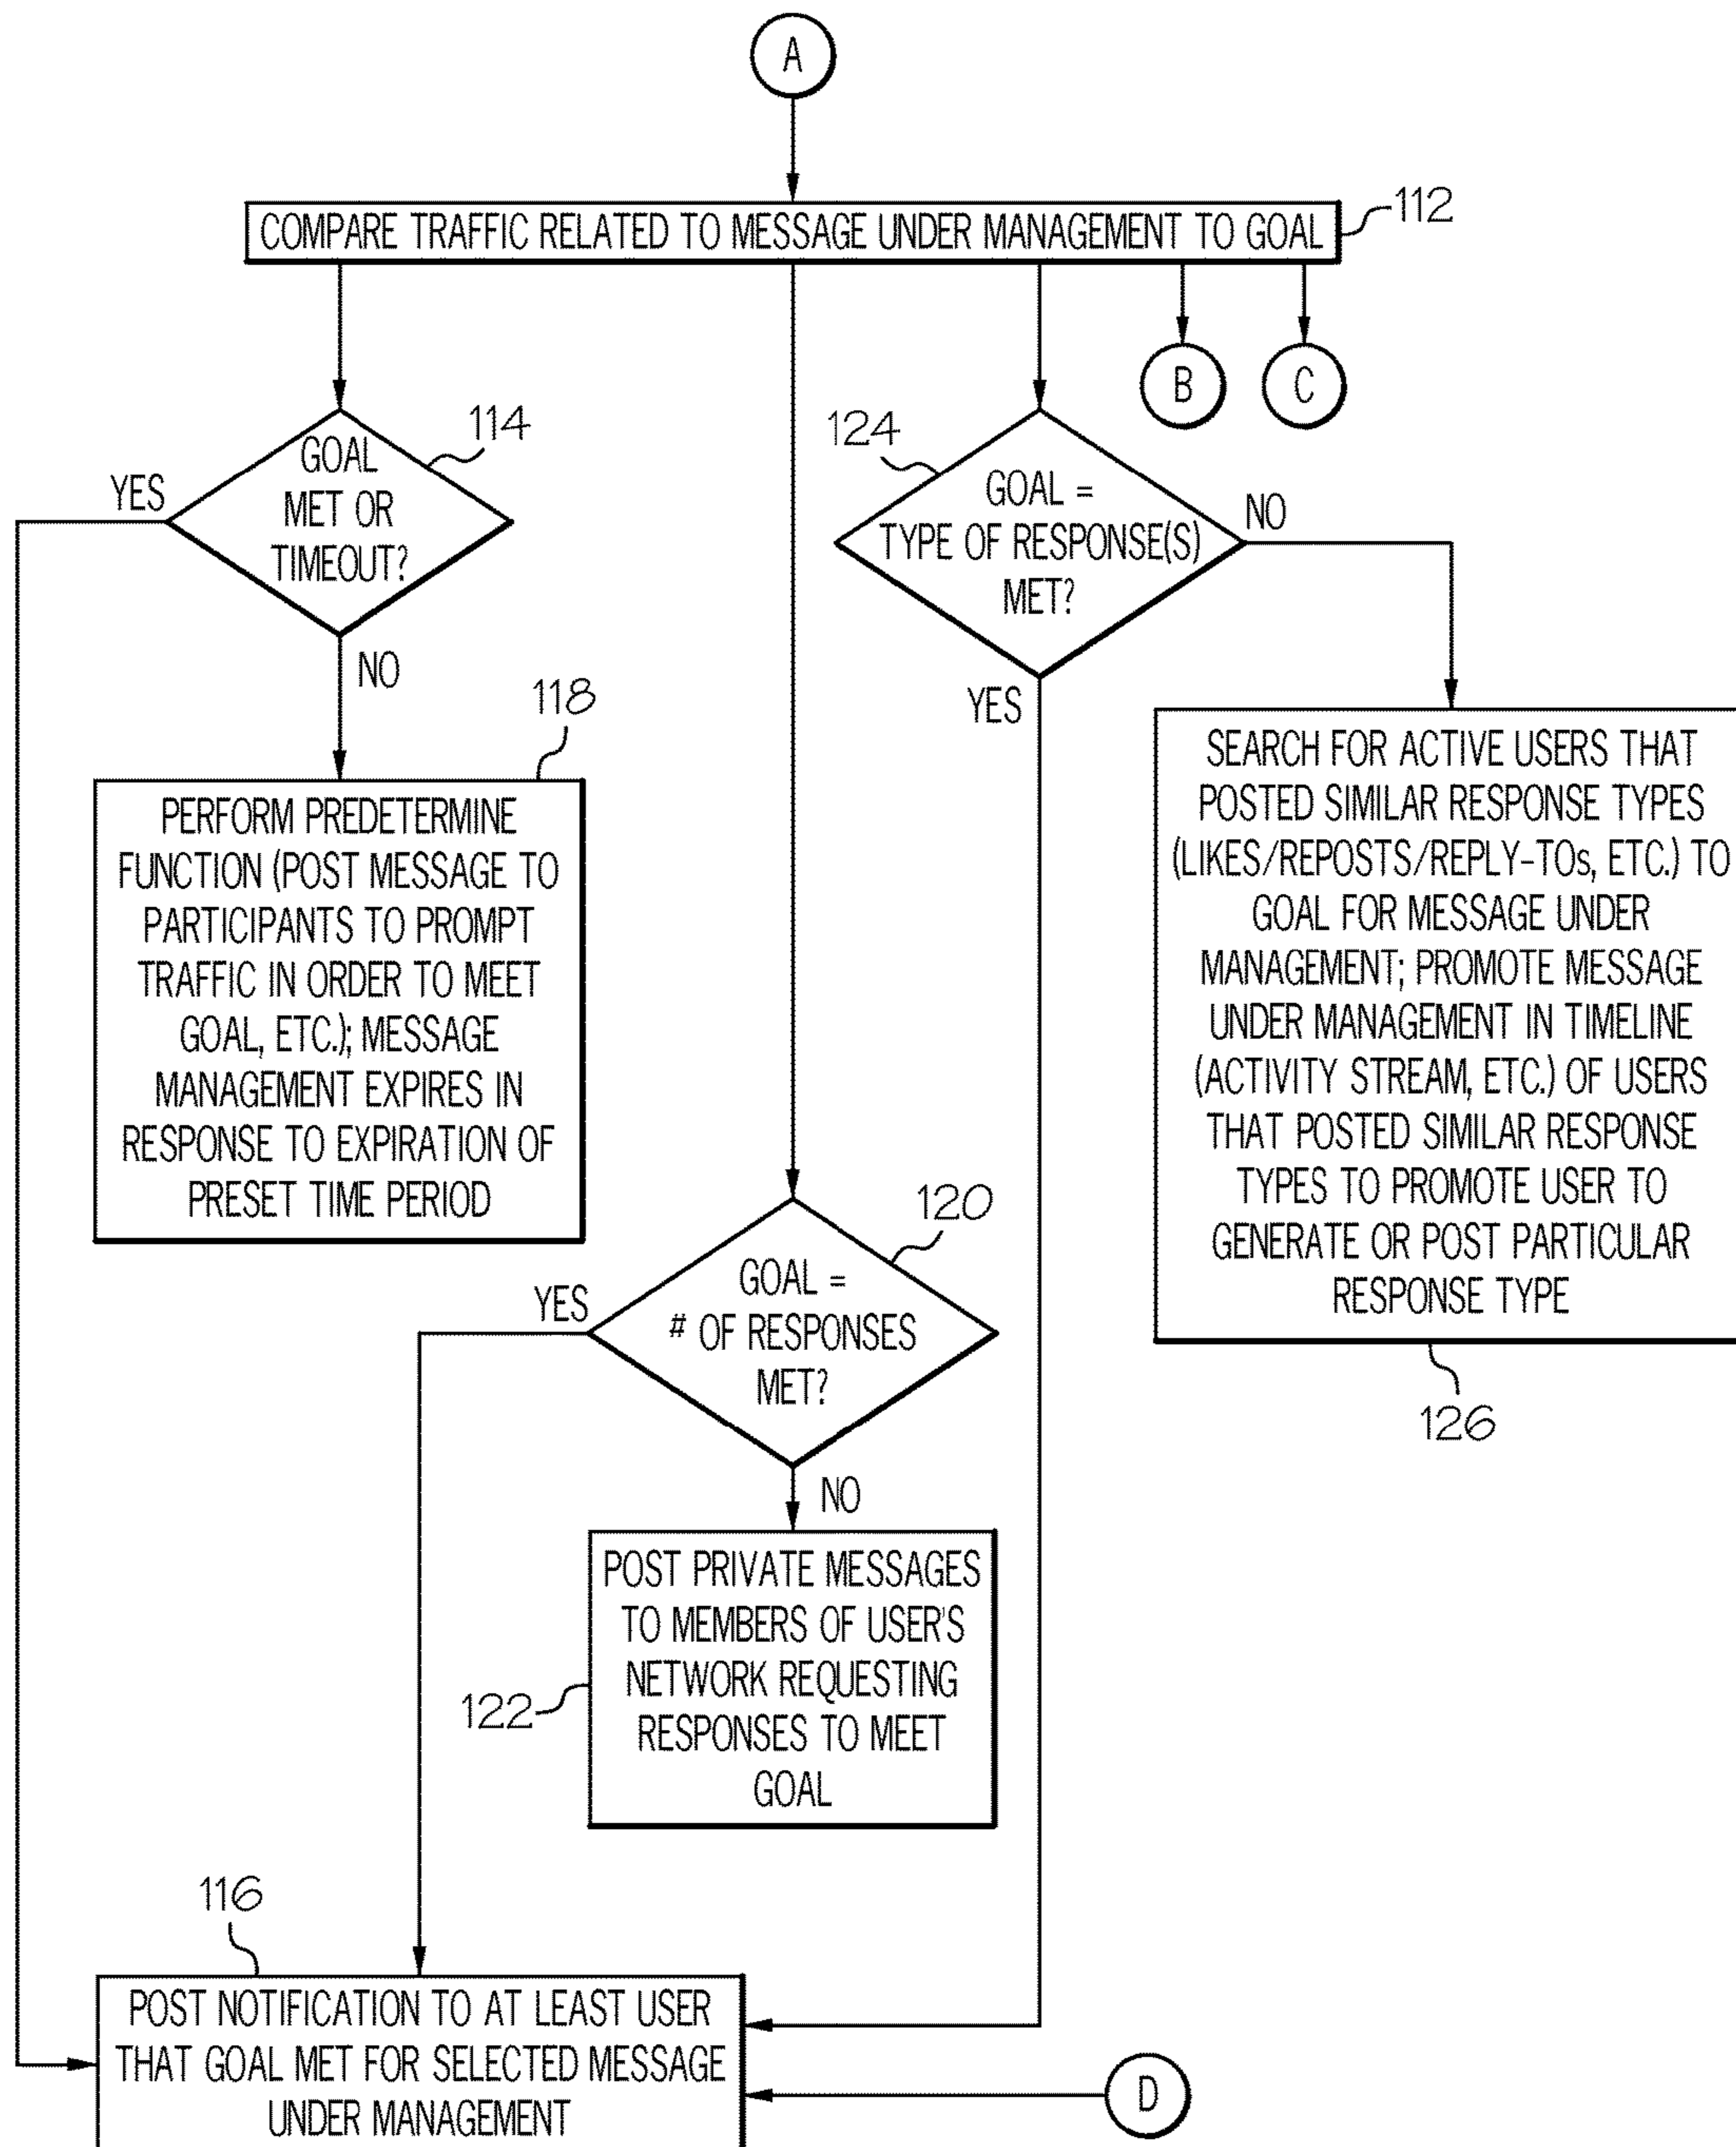 A
COMPARE TRAFFIC RELATED TO MESSAGE UNDER MANAGEMENT TO GOAL
112
B
C
114
GOAL
MET OR
TIMEOUT?
YES
NO
124
GOAL =
TYPE OF RESPONSE(S)
MET?
NO
YES
118
PERFORM PREDETERMINE
FUNCTION (POST MESSAGE TO
PARTICIPANTS TO PROMPT
TRAFFIC IN ORDER TO MEET
GOAL, ETC.); MESSAGE
MANAGEMENT EXPIRES IN
RESPONSE TO EXPIRATION OF
PRESET TIME PERIOD
SEARCH FOR ACTIVE USERS THAT
POSTED SIMILAR RESPONSE TYPES
(LIKES/REPOSTS/REPLY-TOs, ETC.) TO
GOAL FOR MESSAGE UNDER
MANAGEMENT; PROMOTE MESSAGE
UNDER MANAGEMENT IN TIMELINE
(ACTIVITY STREAM, ETC.) OF USERS
THAT POSTED SIMILAR RESPONSE
TYPES TO PROMOTE USER TO
GENERATE OR POST PARTICULAR
RESPONSE TYPE
126
120
GOAL =
# OF RESPONSES
MET?
YES
NO
POST PRIVATE MESSAGES
TO MEMBERS OF USER'S
NETWORK REQUESTING
RESPONSES TO MEET
GOAL
122
116
POST NOTIFICATION TO AT LEAST USER
THAT GOAL MET FOR SELECTED MESSAGE
UNDER MANAGEMENT
D